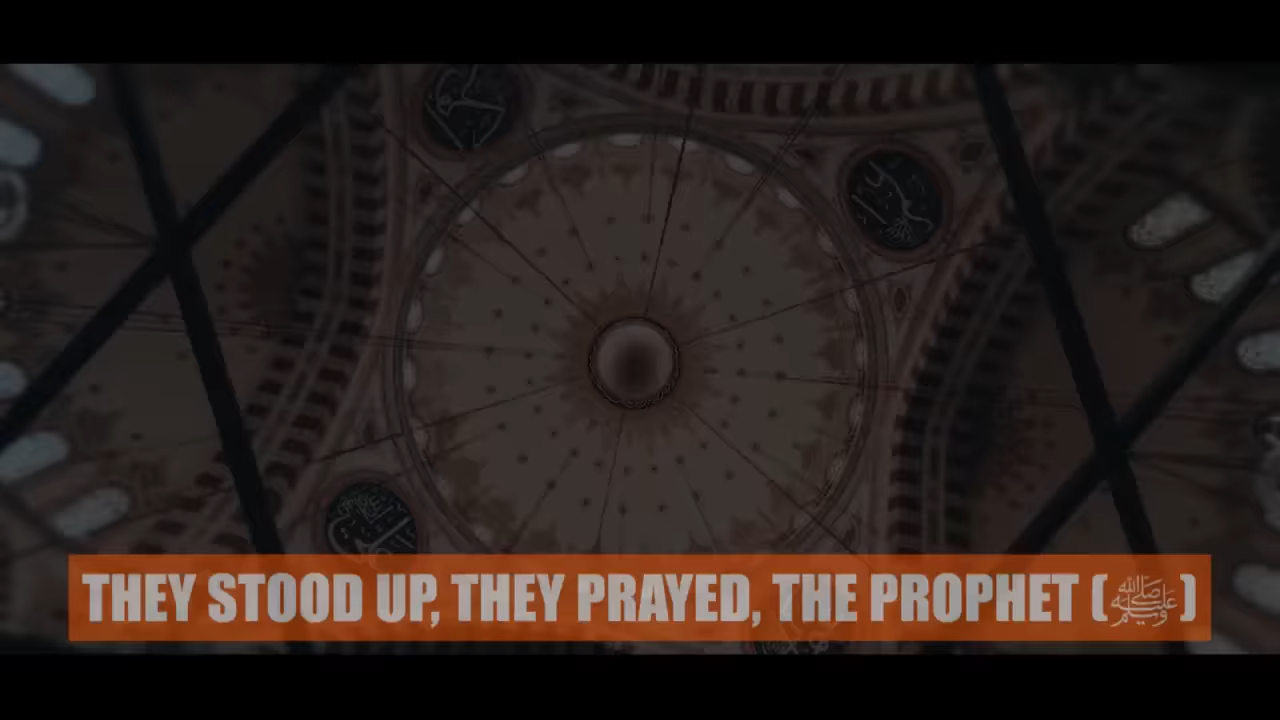 THEY STOOD UP, THEY PRAYED, THE PROPHET (ﷺ)